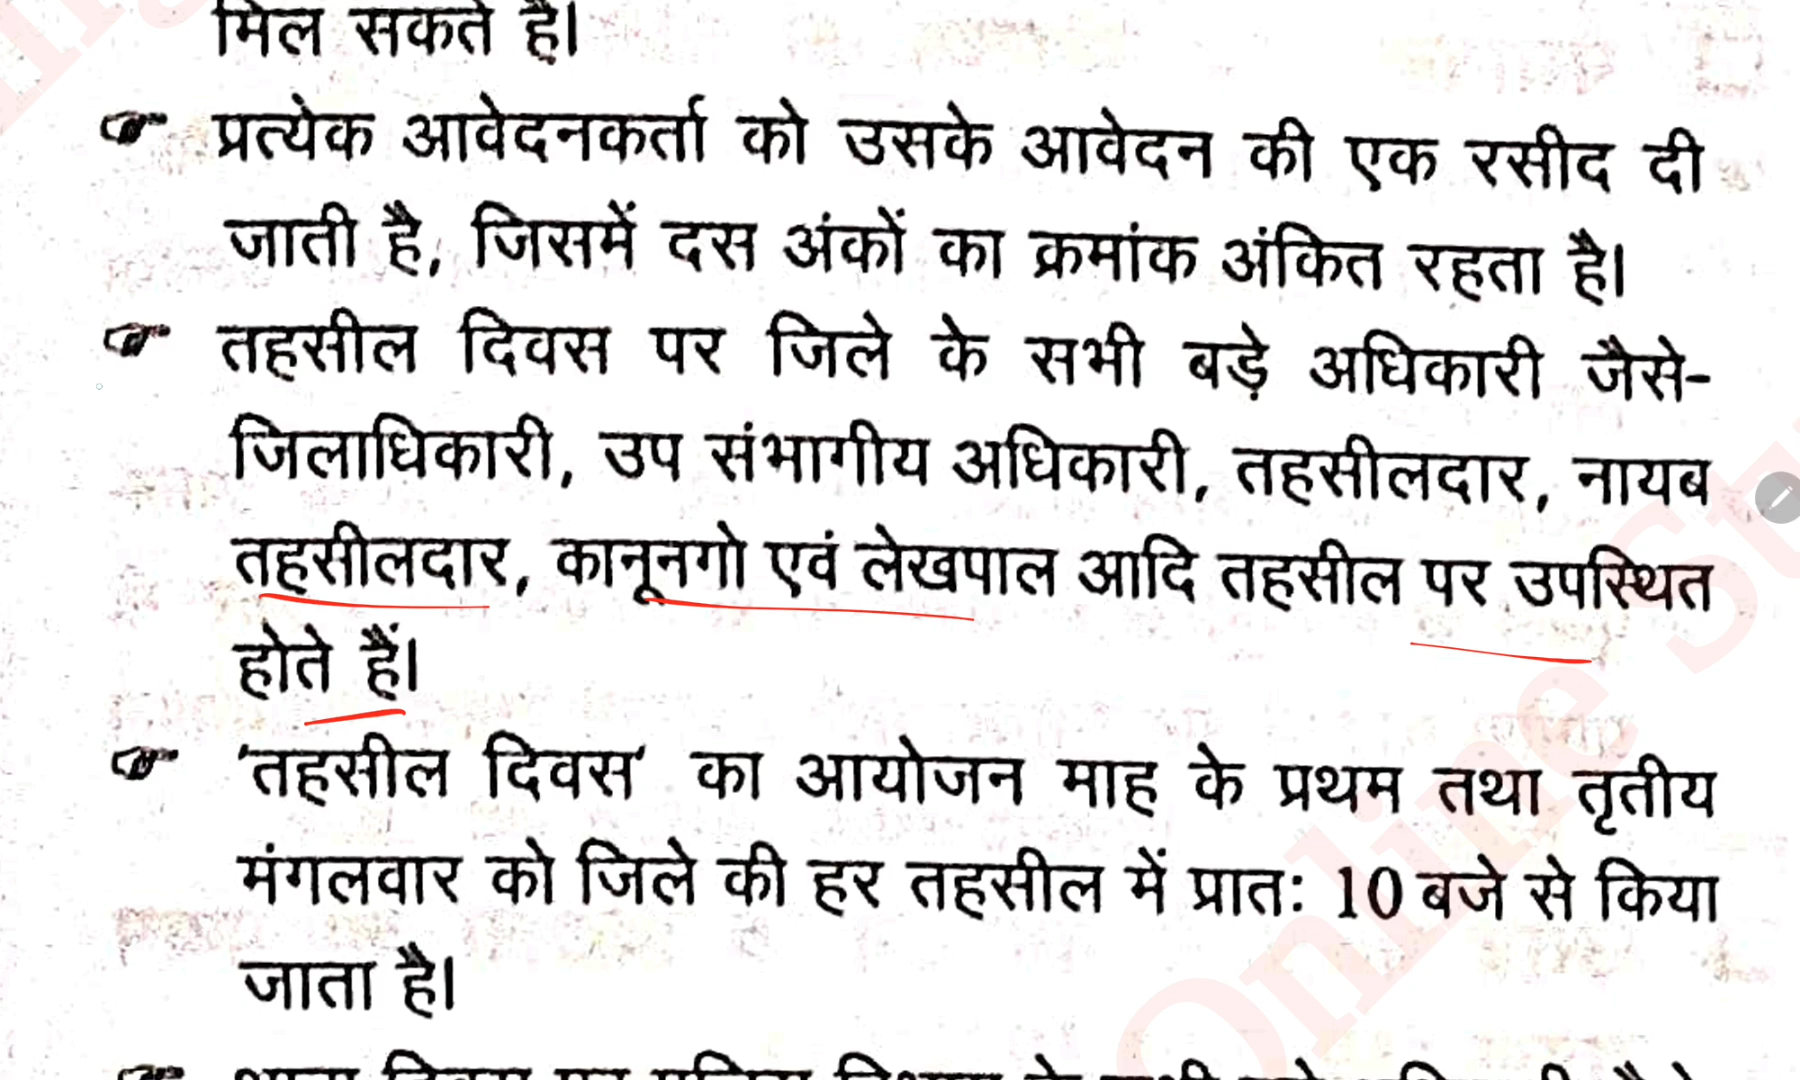 मिल सकते है।
प्रत्येक आवेदनकर्ता को उसके आवेदन की एक रसीद दी
जाती है, जिसमें दस अंकों का क्रमांक अंकित रहता है।
तहसील दिवस पर जिले के सभी बड़े अधिकारी जैसे-
जिलाधिकारी, उप संभागीय अधिकारी, तहसीलदार, नायब
तहसीलदार, कानूनगो एवं लेखपाल आदि तहसील पर उपस्थित
होते हैं।
'तहसील दिवस' का आयोजन माह के प्रथम तथा तृतीय
मंगलवार को जिले की हर तहसील में प्रातः 10 बजे से किया
जाता है।
Online